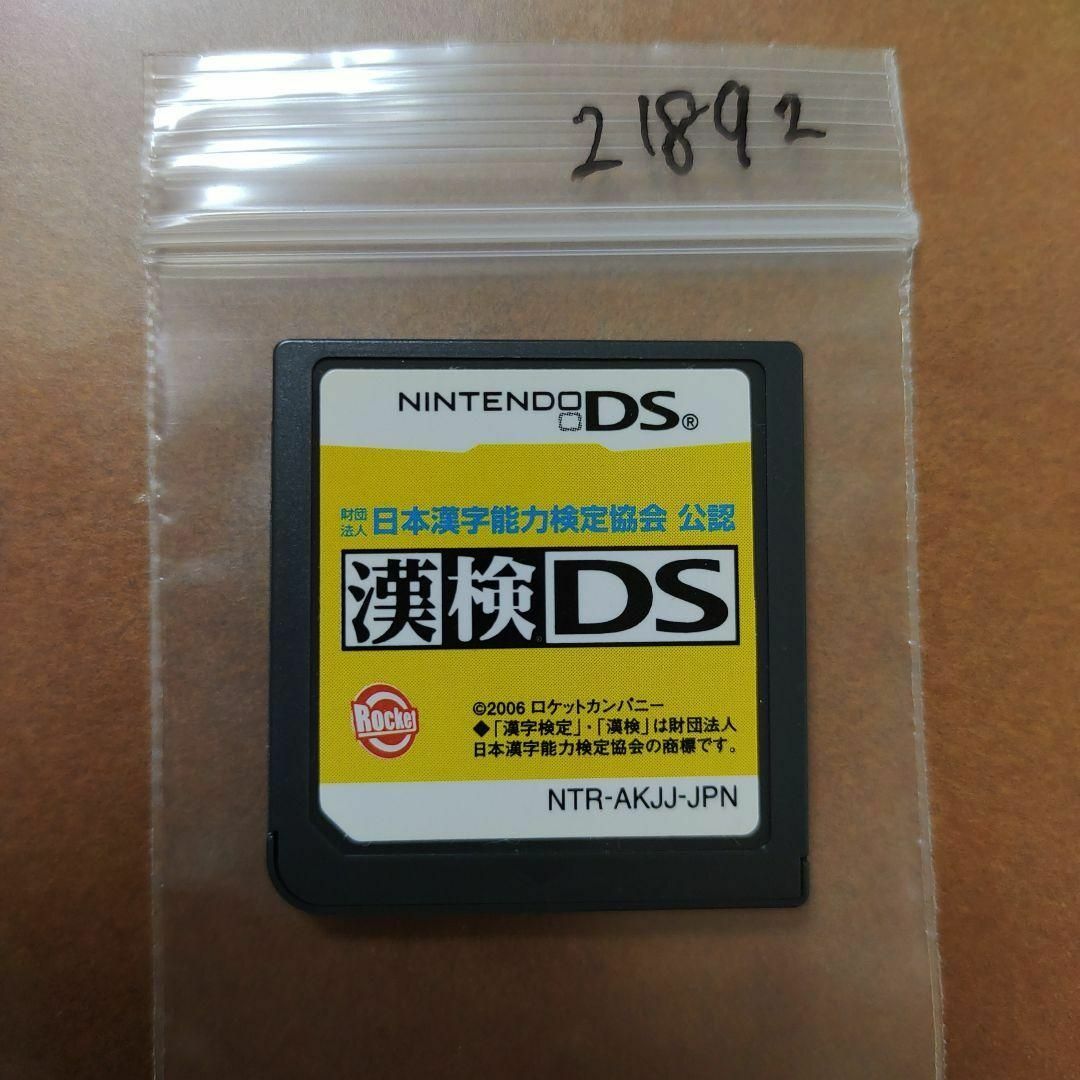 21892
NINTENDO DS®
財団法人 日本漢字能力検定協会 公認
漢検DS
Rocket
©2006 ロケットカンパニー
◆「漢字検定」・「漢検」は財団法人
日本漢字能力検定協会の商標です。
NTR-AKJJ-JPN